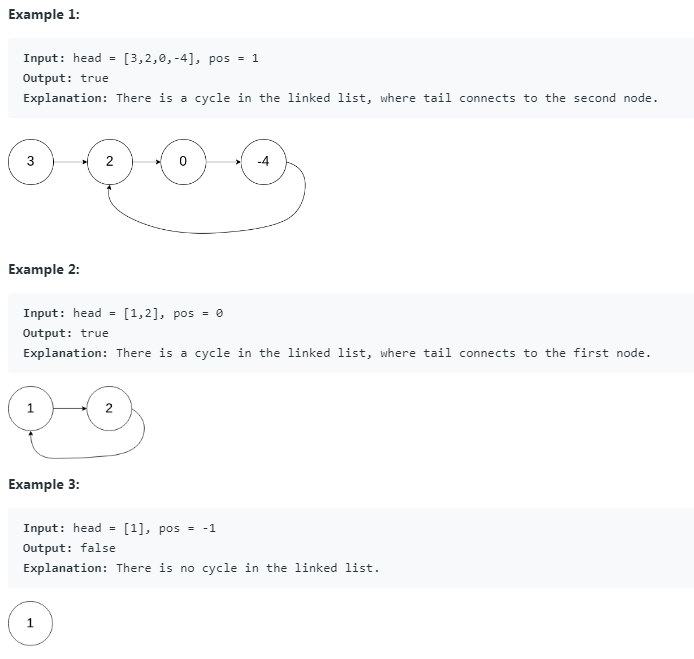 Example 1:
Input: head = [3,2,0,-4], pos = 1
Output: true
Explanation: There is a cycle in the linked list, where tail connects to the second node.
3 2 0 -4
Example 2:
Input: head = [1,2], pos = 0
Output: true
Explanation: There is a cycle in the linked list, where tail connects to the first node.
1 2
Example 3:
Input: head = [1], pos = -1
Output: false
Explanation: There is no cycle in the linked list.
1